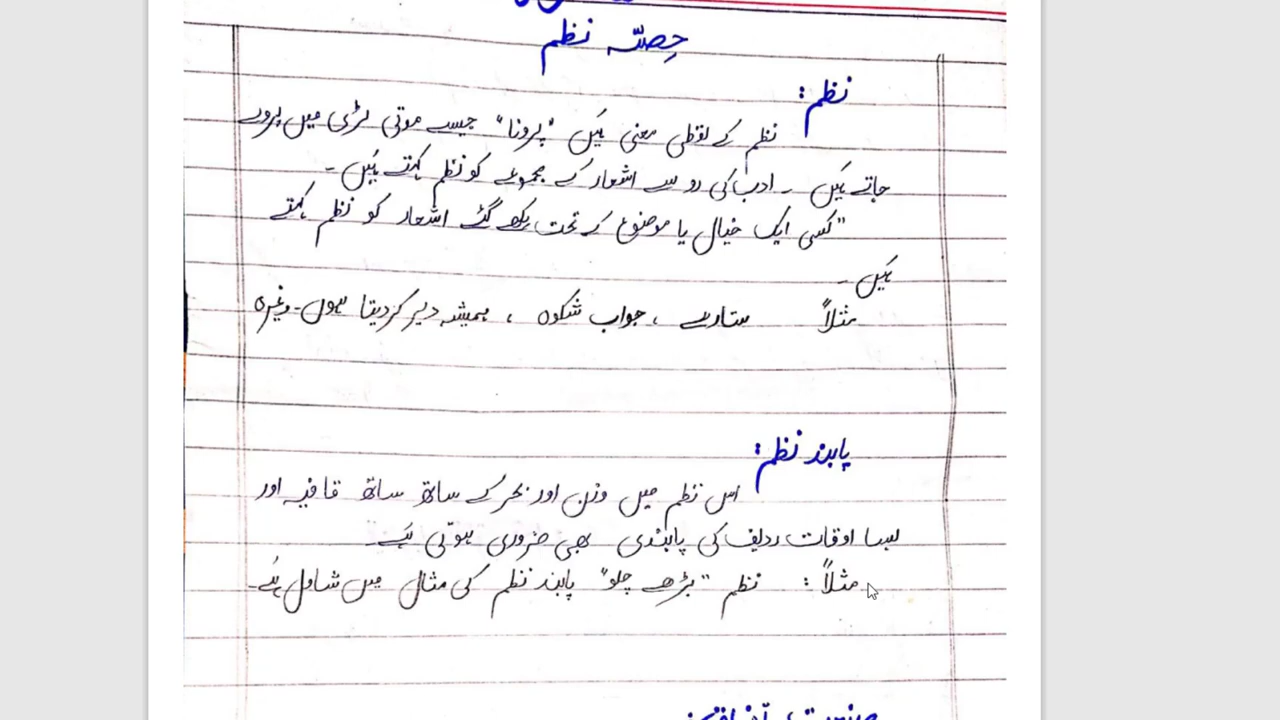 حصّہ نظم
نظم:
نظم کے لفظی معنی ہیں "پرونا" جیسے موتی لڑی میں پروۓ
جاتے ہیں ۔ ادب کی رو سے اشعار کے مجموعے کو نظم کہتے ہیں ۔
"کسی ایک خیال یا موضوع کے تحت لکھے گئے اشعار کو نظم کہتے
ہیں ۔
مثلاً ستارے ، جواب شکوہ ، ہمیشہ دیر کردیتا ہوں ۔ وغیرہ
پابند نظم:
اس نظم میں وزن اور بحر کے ساتھ ساتھ قافیہ اور
بسا اوقات ردیف کی پابندی بھی ضروری ہوتی ہے ۔
مثلاً : نظم "بڑھے چلو" پابند نظم کی مثال میں شامل ہے ۔